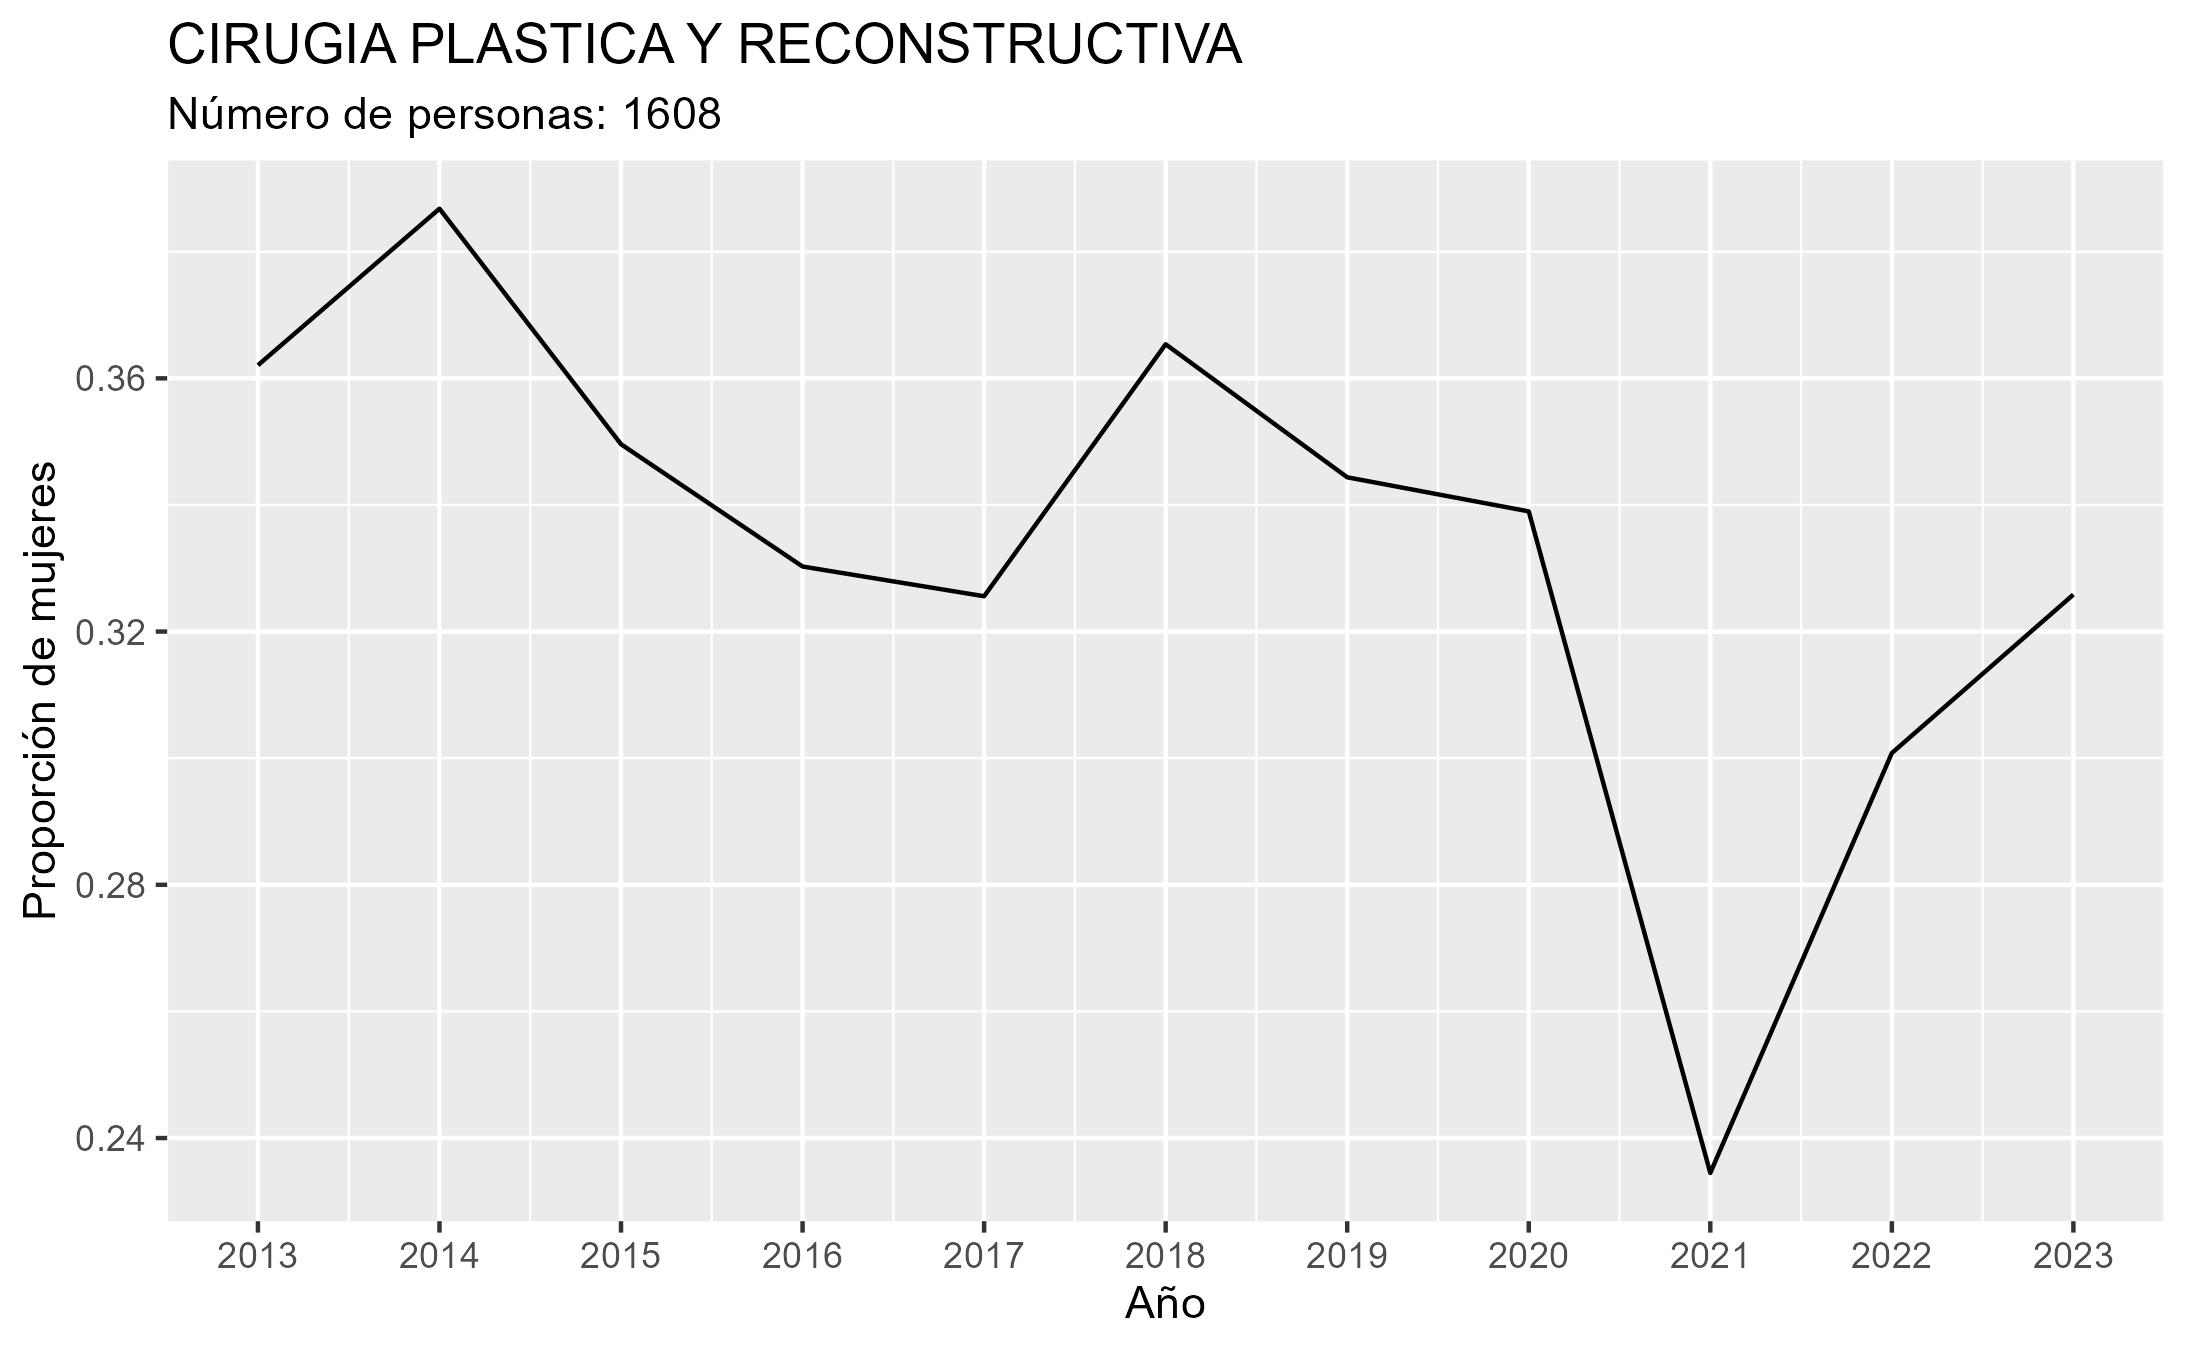 CIRUGIA PLASTICA Y RECONSTRUCTIVA
Número de personas: 1608
Proporción de mujeres
0.36
0.32
0.28
0.24
2013 2014 2015 2016 2017 2018 2019 2020 2021 2022 2023
Año